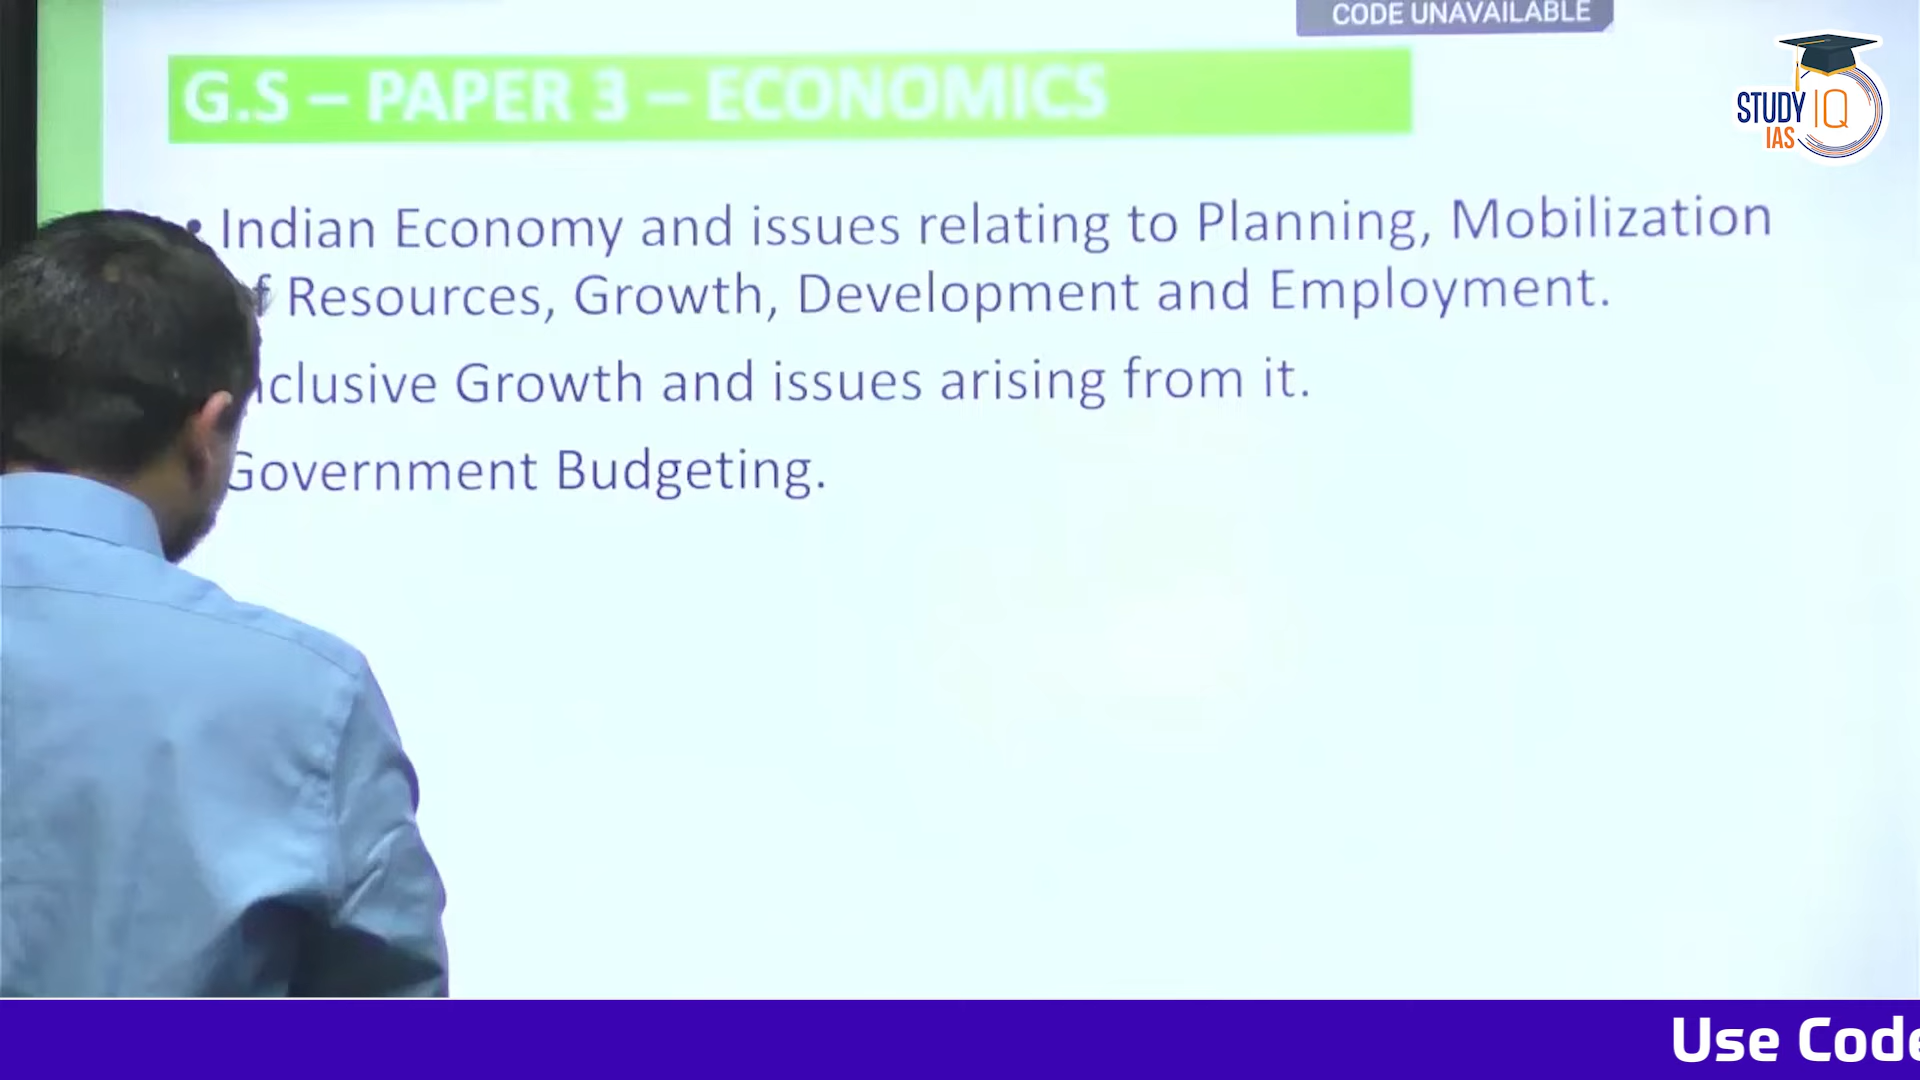 CODE UNAVAILABLE
G.S – PAPER 3 – ECONOMICS
STUDY IQ
IAS
• Indian Economy and issues relating to Planning, Mobilization
Resources, Growth, Development and Employment.
Growth and issues arising from it.
Government Budgeting.
Use Code